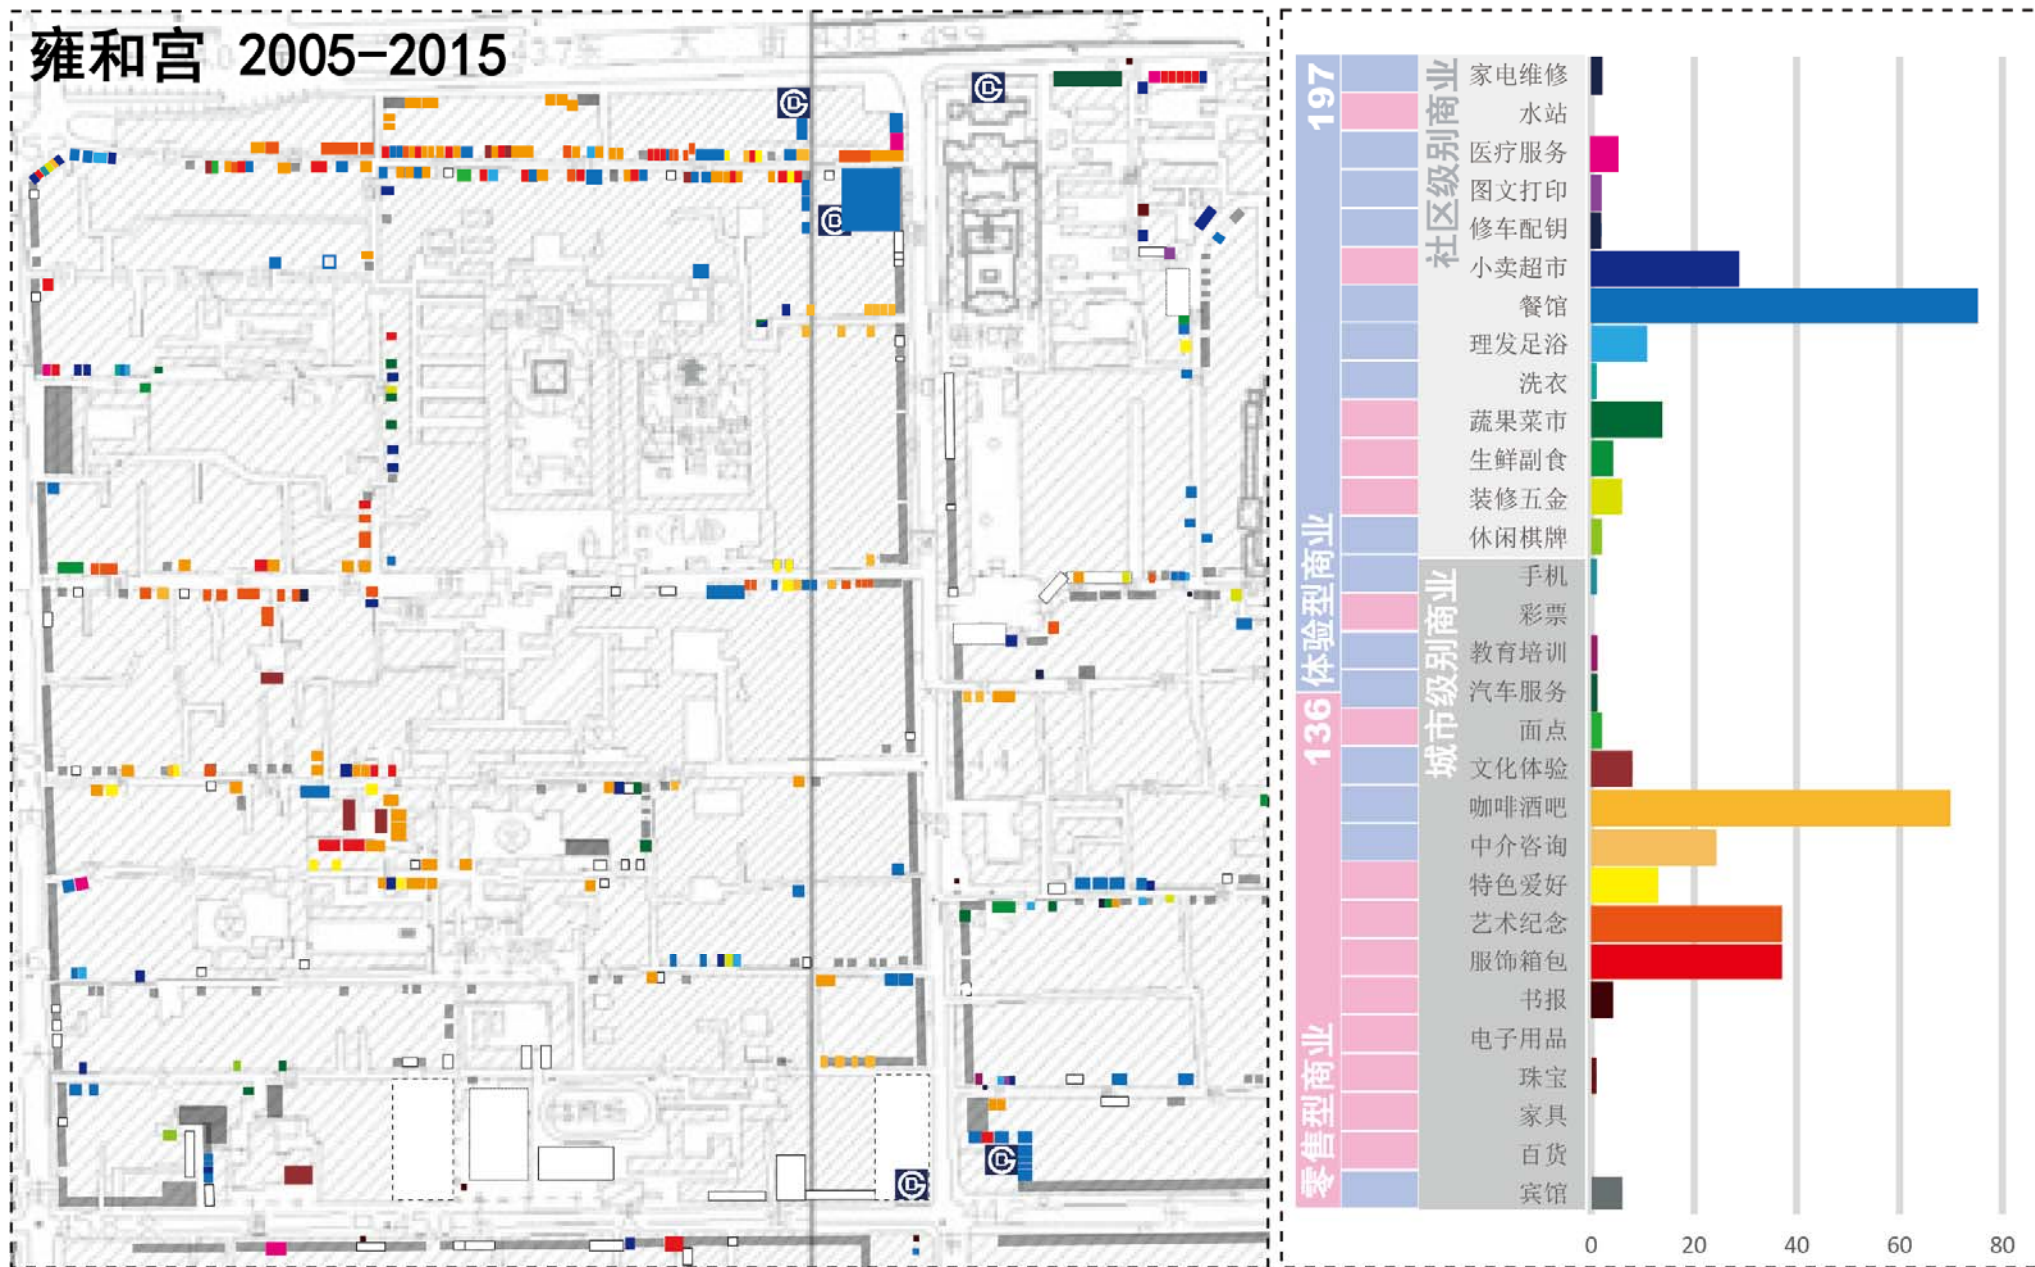 雍和宫 2005-2015
197
体验型商业
136
零售型商业
社区级别商业
城市级别商业
家电维修
水站
医疗服务
图文打印
修车配钥
小卖超市
餐馆
理发足浴
洗衣
蔬果菜市
生鲜副食
装修五金
休闲棋牌
手机
彩票
教育培训
汽车服务
面点
文化体验
咖啡酒吧
中介咨询
特色爱好
艺术纪念
服饰箱包
书报
电子用品
珠宝
家具
百货
宾馆
0 20 40 60 80